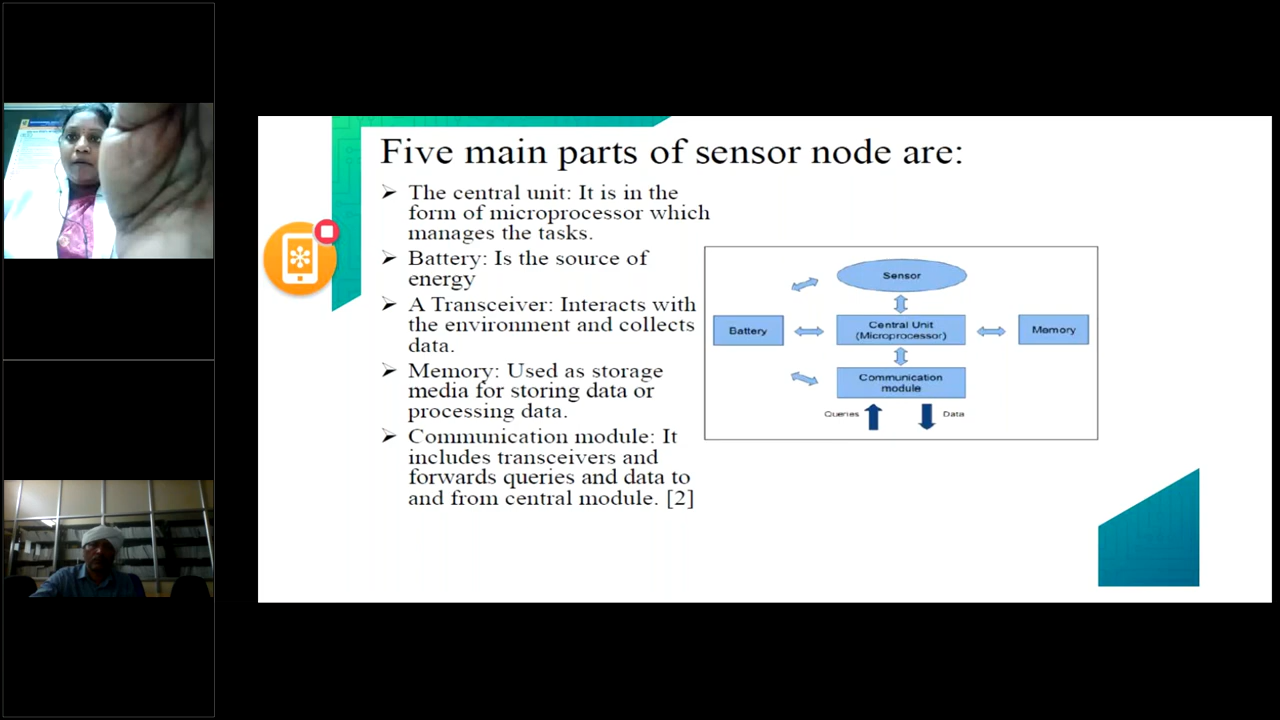 Five main parts of sensor node are:
➢ The central unit: It is in the
form of microprocessor which
manages the tasks.
➢ Battery: Is the source of
energy
➢ A Transceiver: Interacts with
the environment and collects
data.
➢ Memory: Used as storage
media for storing data or
processing data.
➢ Communication module: It
includes transceivers and
forwards queries and data to
and from central module. [2]
Sensor
Battery
Central Unit
(Microprocessor)
Memory
Communication
module
Queries
Data